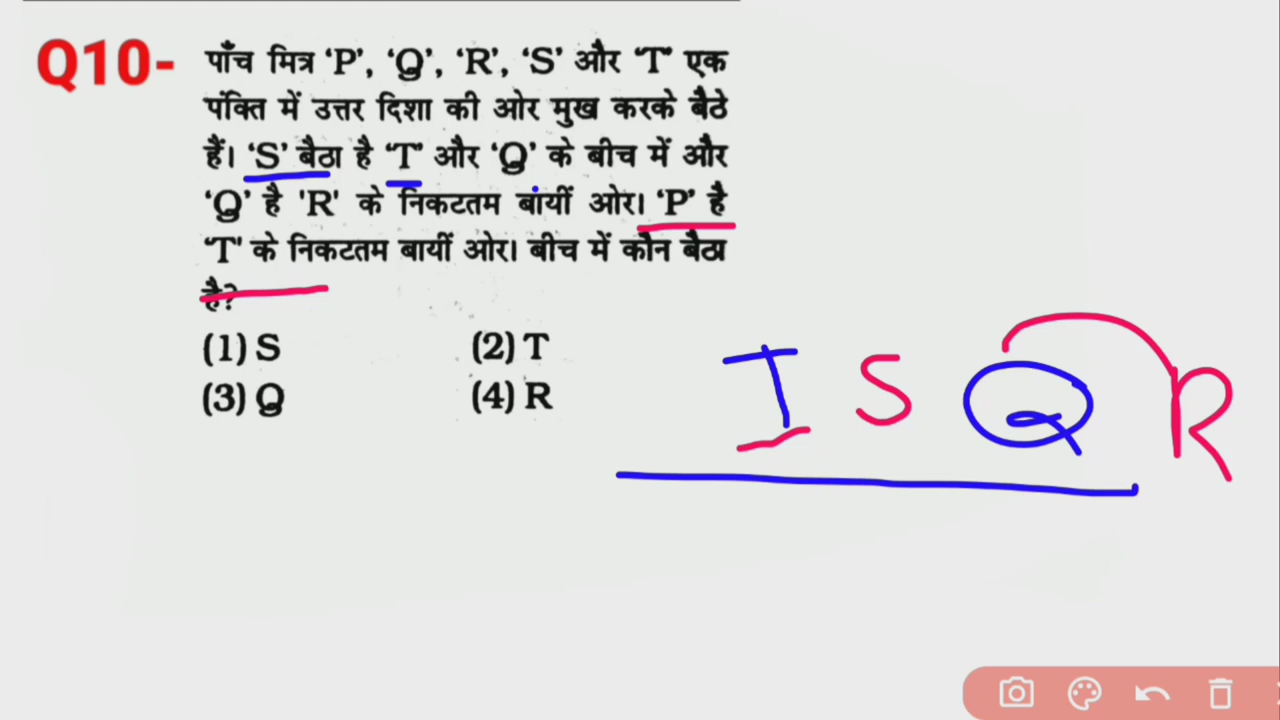 Q10- पाँच मित्र 'P', 'Q', 'R', 'S' और 'T' एक
पंक्ति में उत्तर दिशा की ओर मुख करके बैठे
हैं। 'S' बैठा है 'T' और 'Q' के बीच में और
'Q' है 'R' के निकटतम बायीं ओर। 'P' है
'T' के निकटतम बायीं ओर। बीच में कौन बैठा
है?
(1) S (2) T
(3) Q (4) R
T S Q R